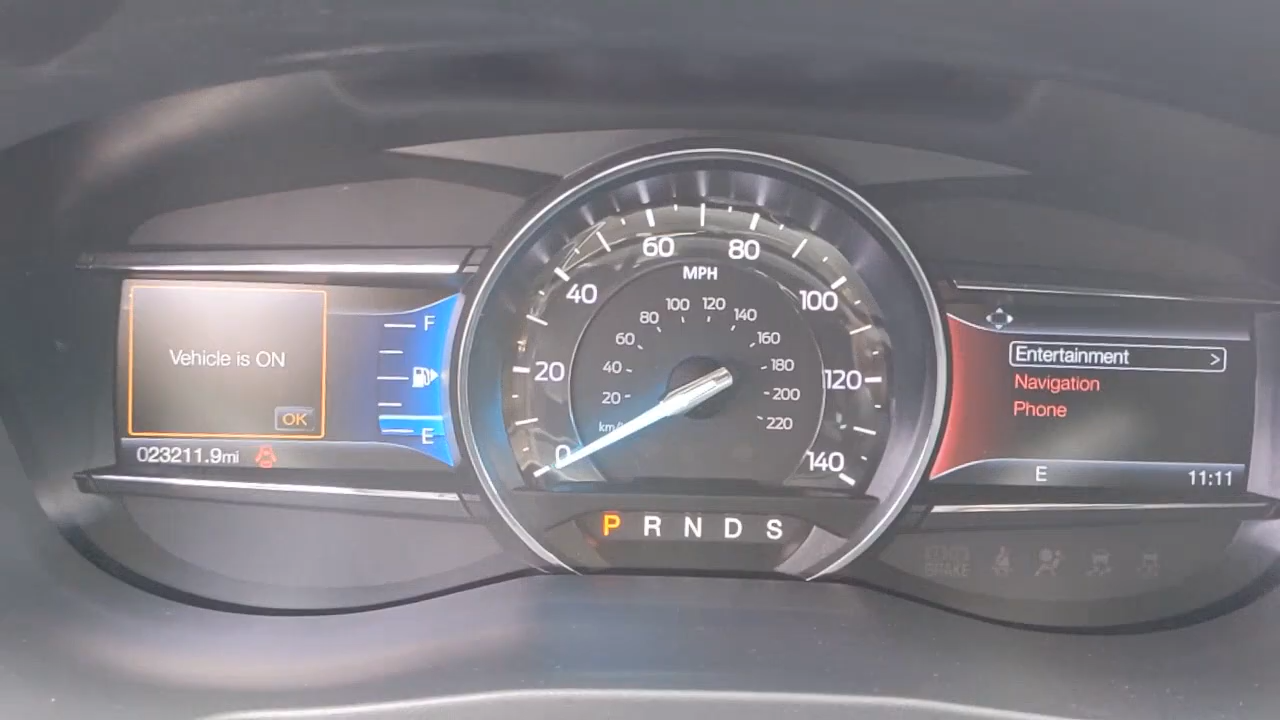 Vehicle is ON
OK
F
E
023211.9mi
0
20
40
60
80
100
120
140
MPH
20
40
60
80
100
120
140
160
180
200
220
P R N D S
Entertainment >
Navigation
Phone
E
11:11
BRAKE